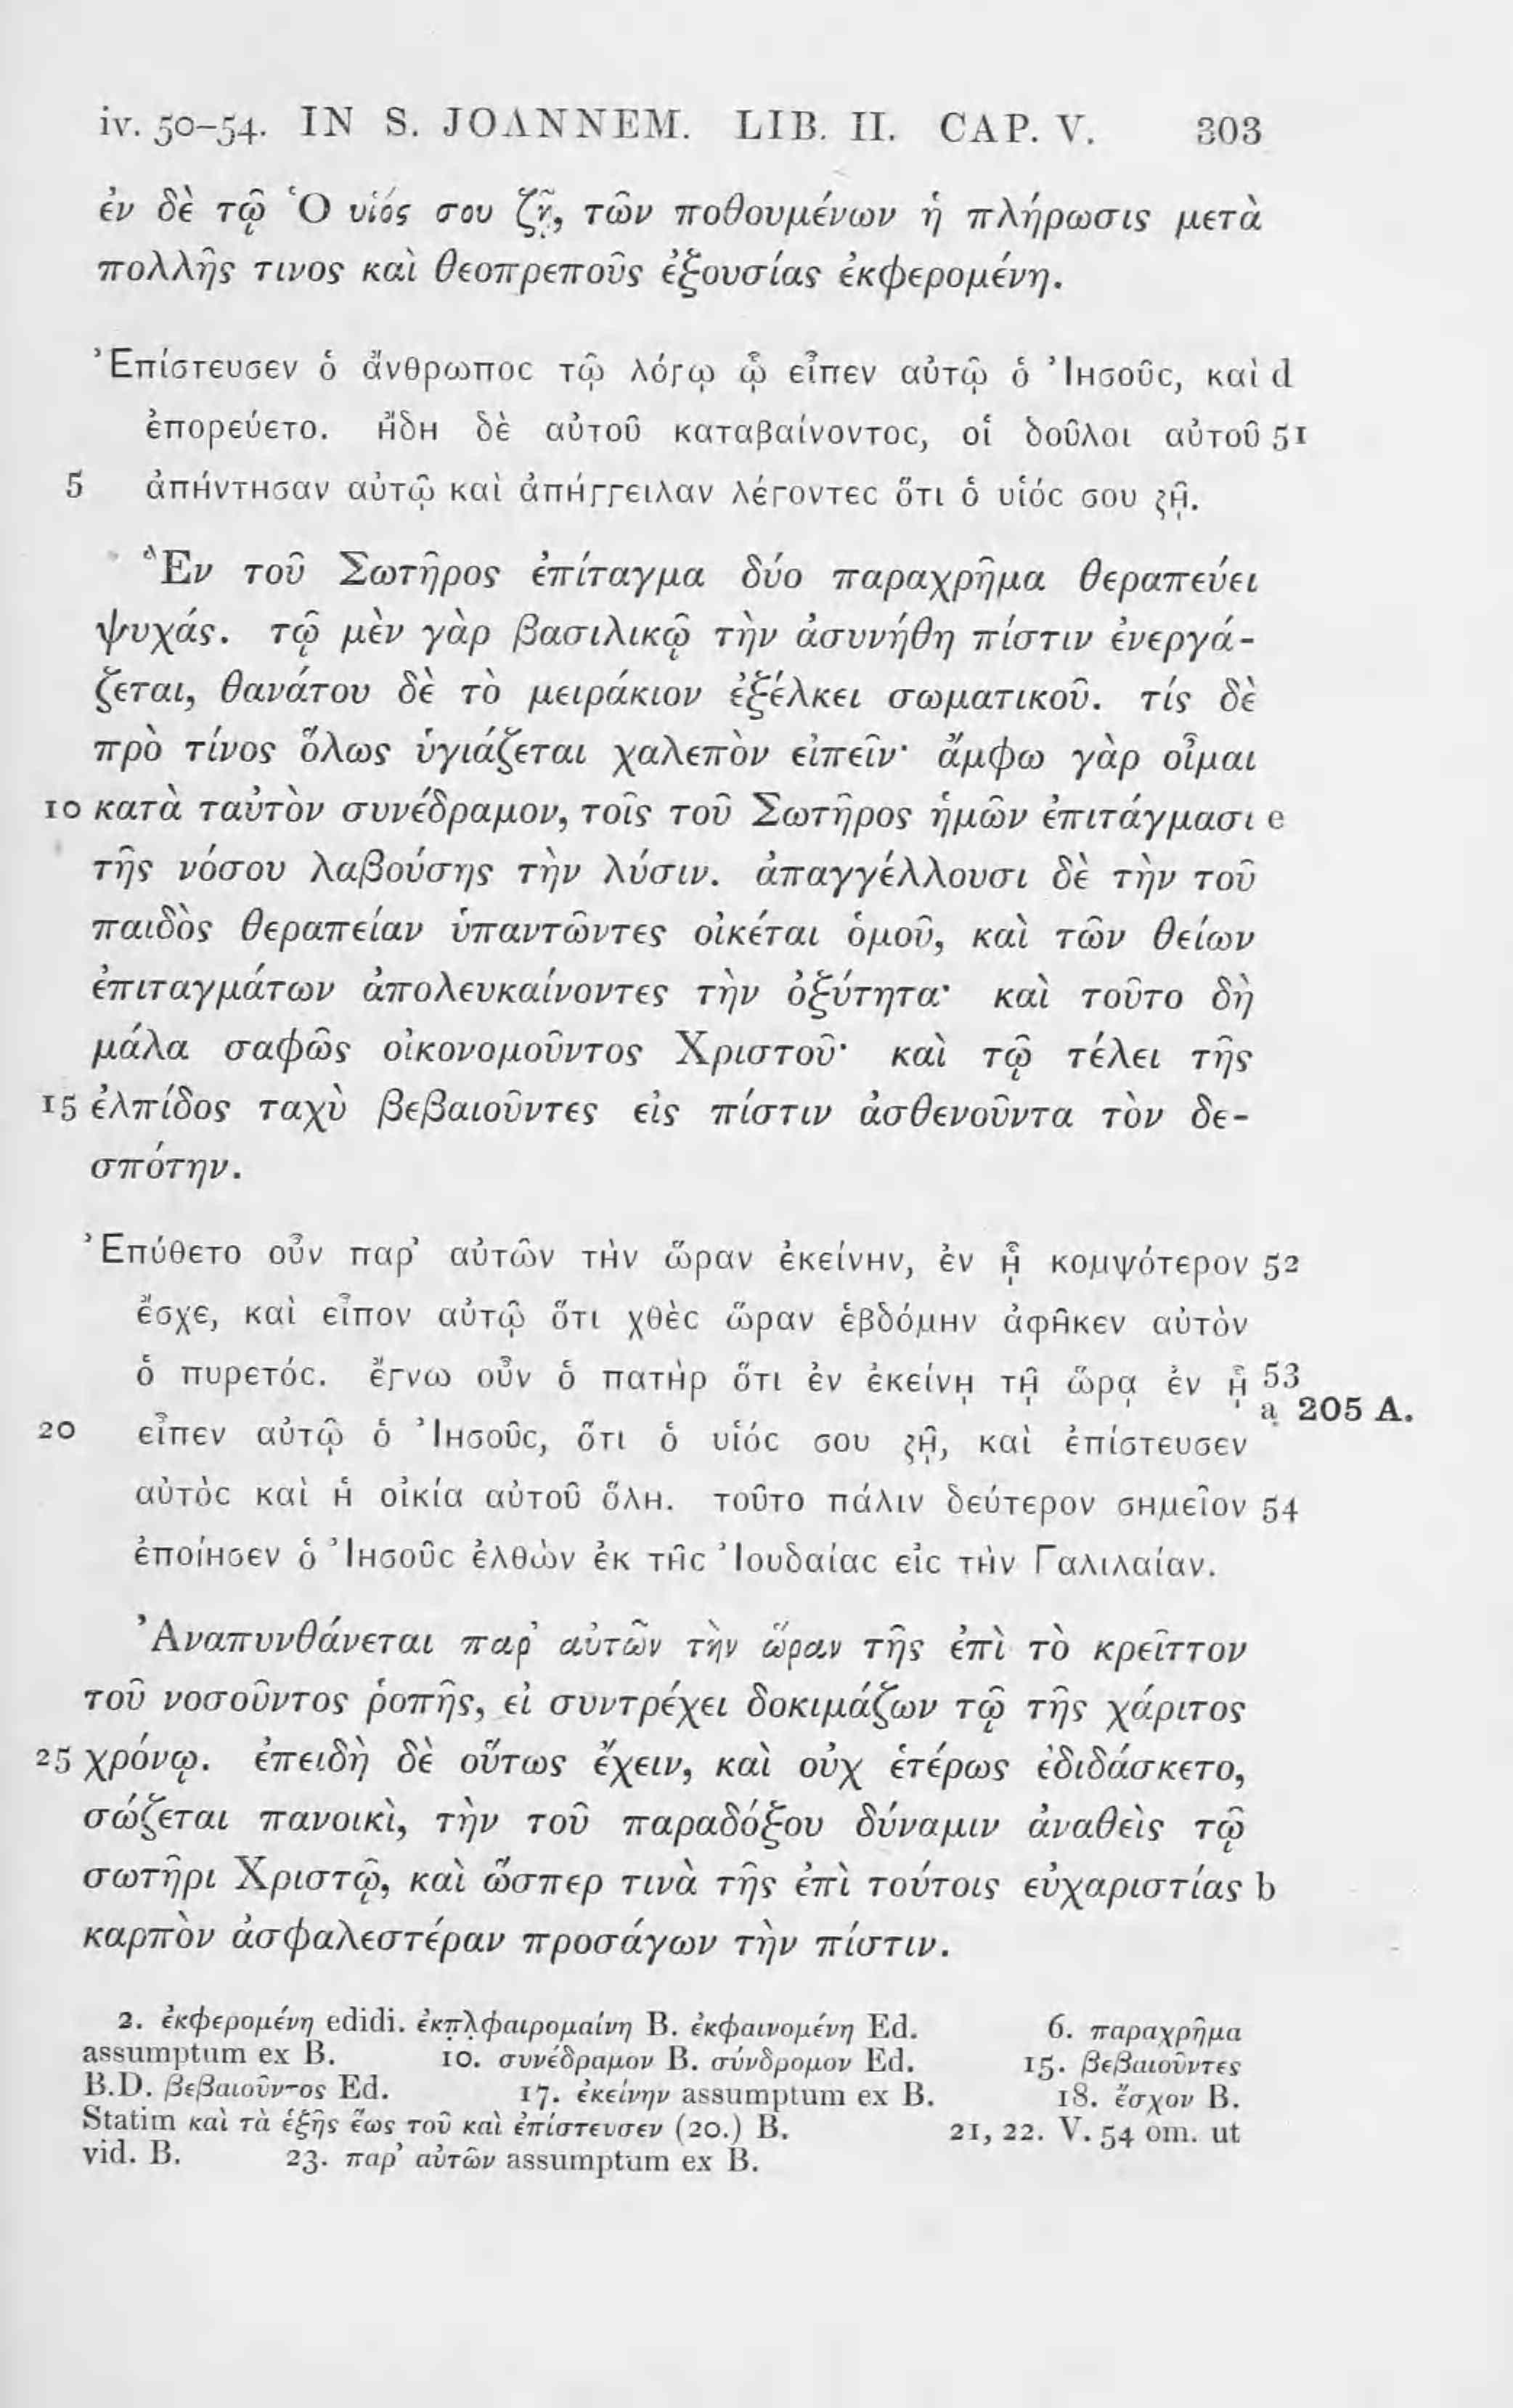 iv. 50-54. IN S. JOANNEM. LIB. II. CAP. V. 303
ἐν δὲ τῷ Ὁ υἱός σου ζῇ, τῶν ποθουμένων ἡ πλήρωσις μετὰ
πολλῆς τινος καὶ θεοπρεποῦς ἐξουσίας ἐκφερομένη.
Ἐπίστευσεν ὁ ἄνθρωπος τῷ λόγῳ ᾧ εἶπεν αὐτῷ ὁ Ἰησοῦς, καὶ d
ἐπορεύετο. ἤδη δὲ αὐτοῦ καταβαίνοντος, οἱ δοῦλοι αὐτοῦ 51
5 ἀπήντησαν αὐτῷ καὶ ἀπήγγειλαν λέγοντες ὅτι ὁ υἱός σου ζῇ.
Ἓν τοῦ Σωτῆρος ἐπίταγμα δύο παραχρῆμα θεραπεύει
ψυχάς. τῷ μὲν γὰρ βασιλικῷ τὴν ἀσυνήθη πίστιν ἐνεργά-
ζεται, θανάτου δὲ τὸ μειράκιον ἐξέλκει σωματικοῦ. τίς δὲ
πρὸ τίνος ὅλως ὑγιάζεται χαλεπὸν εἰπεῖν· ἄμφω γὰρ οἶμαι
10 κατὰ ταὐτὸν συνέδραμον, τοῖς τοῦ Σωτῆρος ἡμῶν ἐπιτάγμασι e
τῆς νόσου λαβούσης τὴν λύσιν. ἀπαγγέλλουσι δὲ τὴν τοῦ
παιδὸς θεραπείαν ὑπαντῶντες οἰκέται ὁμοῦ, καὶ τῶν θείων
ἐπιταγμάτων ἀπολευκαίνοντες τὴν ὀξύτητα· καὶ τοῦτο δὴ
μάλα σαφῶς οἰκονομοῦντος Χριστοῦ· καὶ τῷ τέλει τῆς
15 ἐλπίδος ταχὺ βεβαιοῦντες εἰς πίστιν ἀσθενοῦντα τὸν δε-
σπότην.
Ἐπύθετο οὖν παρ’ αὐτῶν τὴν ὥραν ἐκείνην, ἐν ᾗ κομψότερον 52
ἔσχε, καὶ εἶπον αὐτῷ ὅτι χθὲς ὥραν ἑβδόμην ἀφῆκεν αὐτὸν
ὁ πυρετός. ἔγνω οὖν ὁ πατὴρ ὅτι ἐν ἐκείνῃ τῇ ὥρᾳ ἐν ᾗ 53
a 205 A.
20 εἶπεν αὐτῷ ὁ Ἰησοῦς, ὅτι ὁ υἱός σου ζῇ, καὶ ἐπίστευσεν
αὐτὸς καὶ ἡ οἰκία αὐτοῦ ὅλη. τοῦτο πάλιν δεύτερον σημεῖον 54
ἐποίησεν ὁ Ἰησοῦς ἐλθὼν ἐκ τῆς Ἰουδαίας εἰς τὴν Γαλιλαίαν.
Ἀναπυνθάνεται παρ’ αὐτῶν τὴν ὥραν τῆς ἐπὶ τὸ κρεῖττον
τοῦ νοσοῦντος ῥοπῆς, εἰ συντρέχει δοκιμάζων τῷ τῆς χάριτος
25 χρόνῳ. ἐπειδὴ δὲ οὕτως ἔχειν, καὶ οὐχ ἑτέρως ἐδιδάσκετο,
σώζεται πανοικὶ, τὴν τοῦ παραδόξου δύναμιν ἀναθεὶς τῷ
σωτῆρι Χριστῷ, καὶ ὥσπερ τινὰ τῆς ἐπὶ τούτοις εὐχαριστίας b
καρπὸν ἀσφαλεστέραν προσάγων τὴν πίστιν.
2. ἐκφερομένη edidi. ἐκπλφαιρομαίνη B. ἐκφαινομένη Ed. 6. παραχρῆμα
assumptum ex B. 10. συνέδραμον B. σύνδρομον Ed. 15. βεβαιοῦντες
B.D. βεβαιοῦντος Ed. 17. ἐκείνην assumptum ex B. 18. ἔσχον B.
Statim καὶ τὰ ἑξῆς ἕως τοῦ καὶ ἐπίστευσεν (20.) B. 21, 22. V. 54 om. ut
vid. B. 23. παρ’ αὐτῶν assumptum ex B.